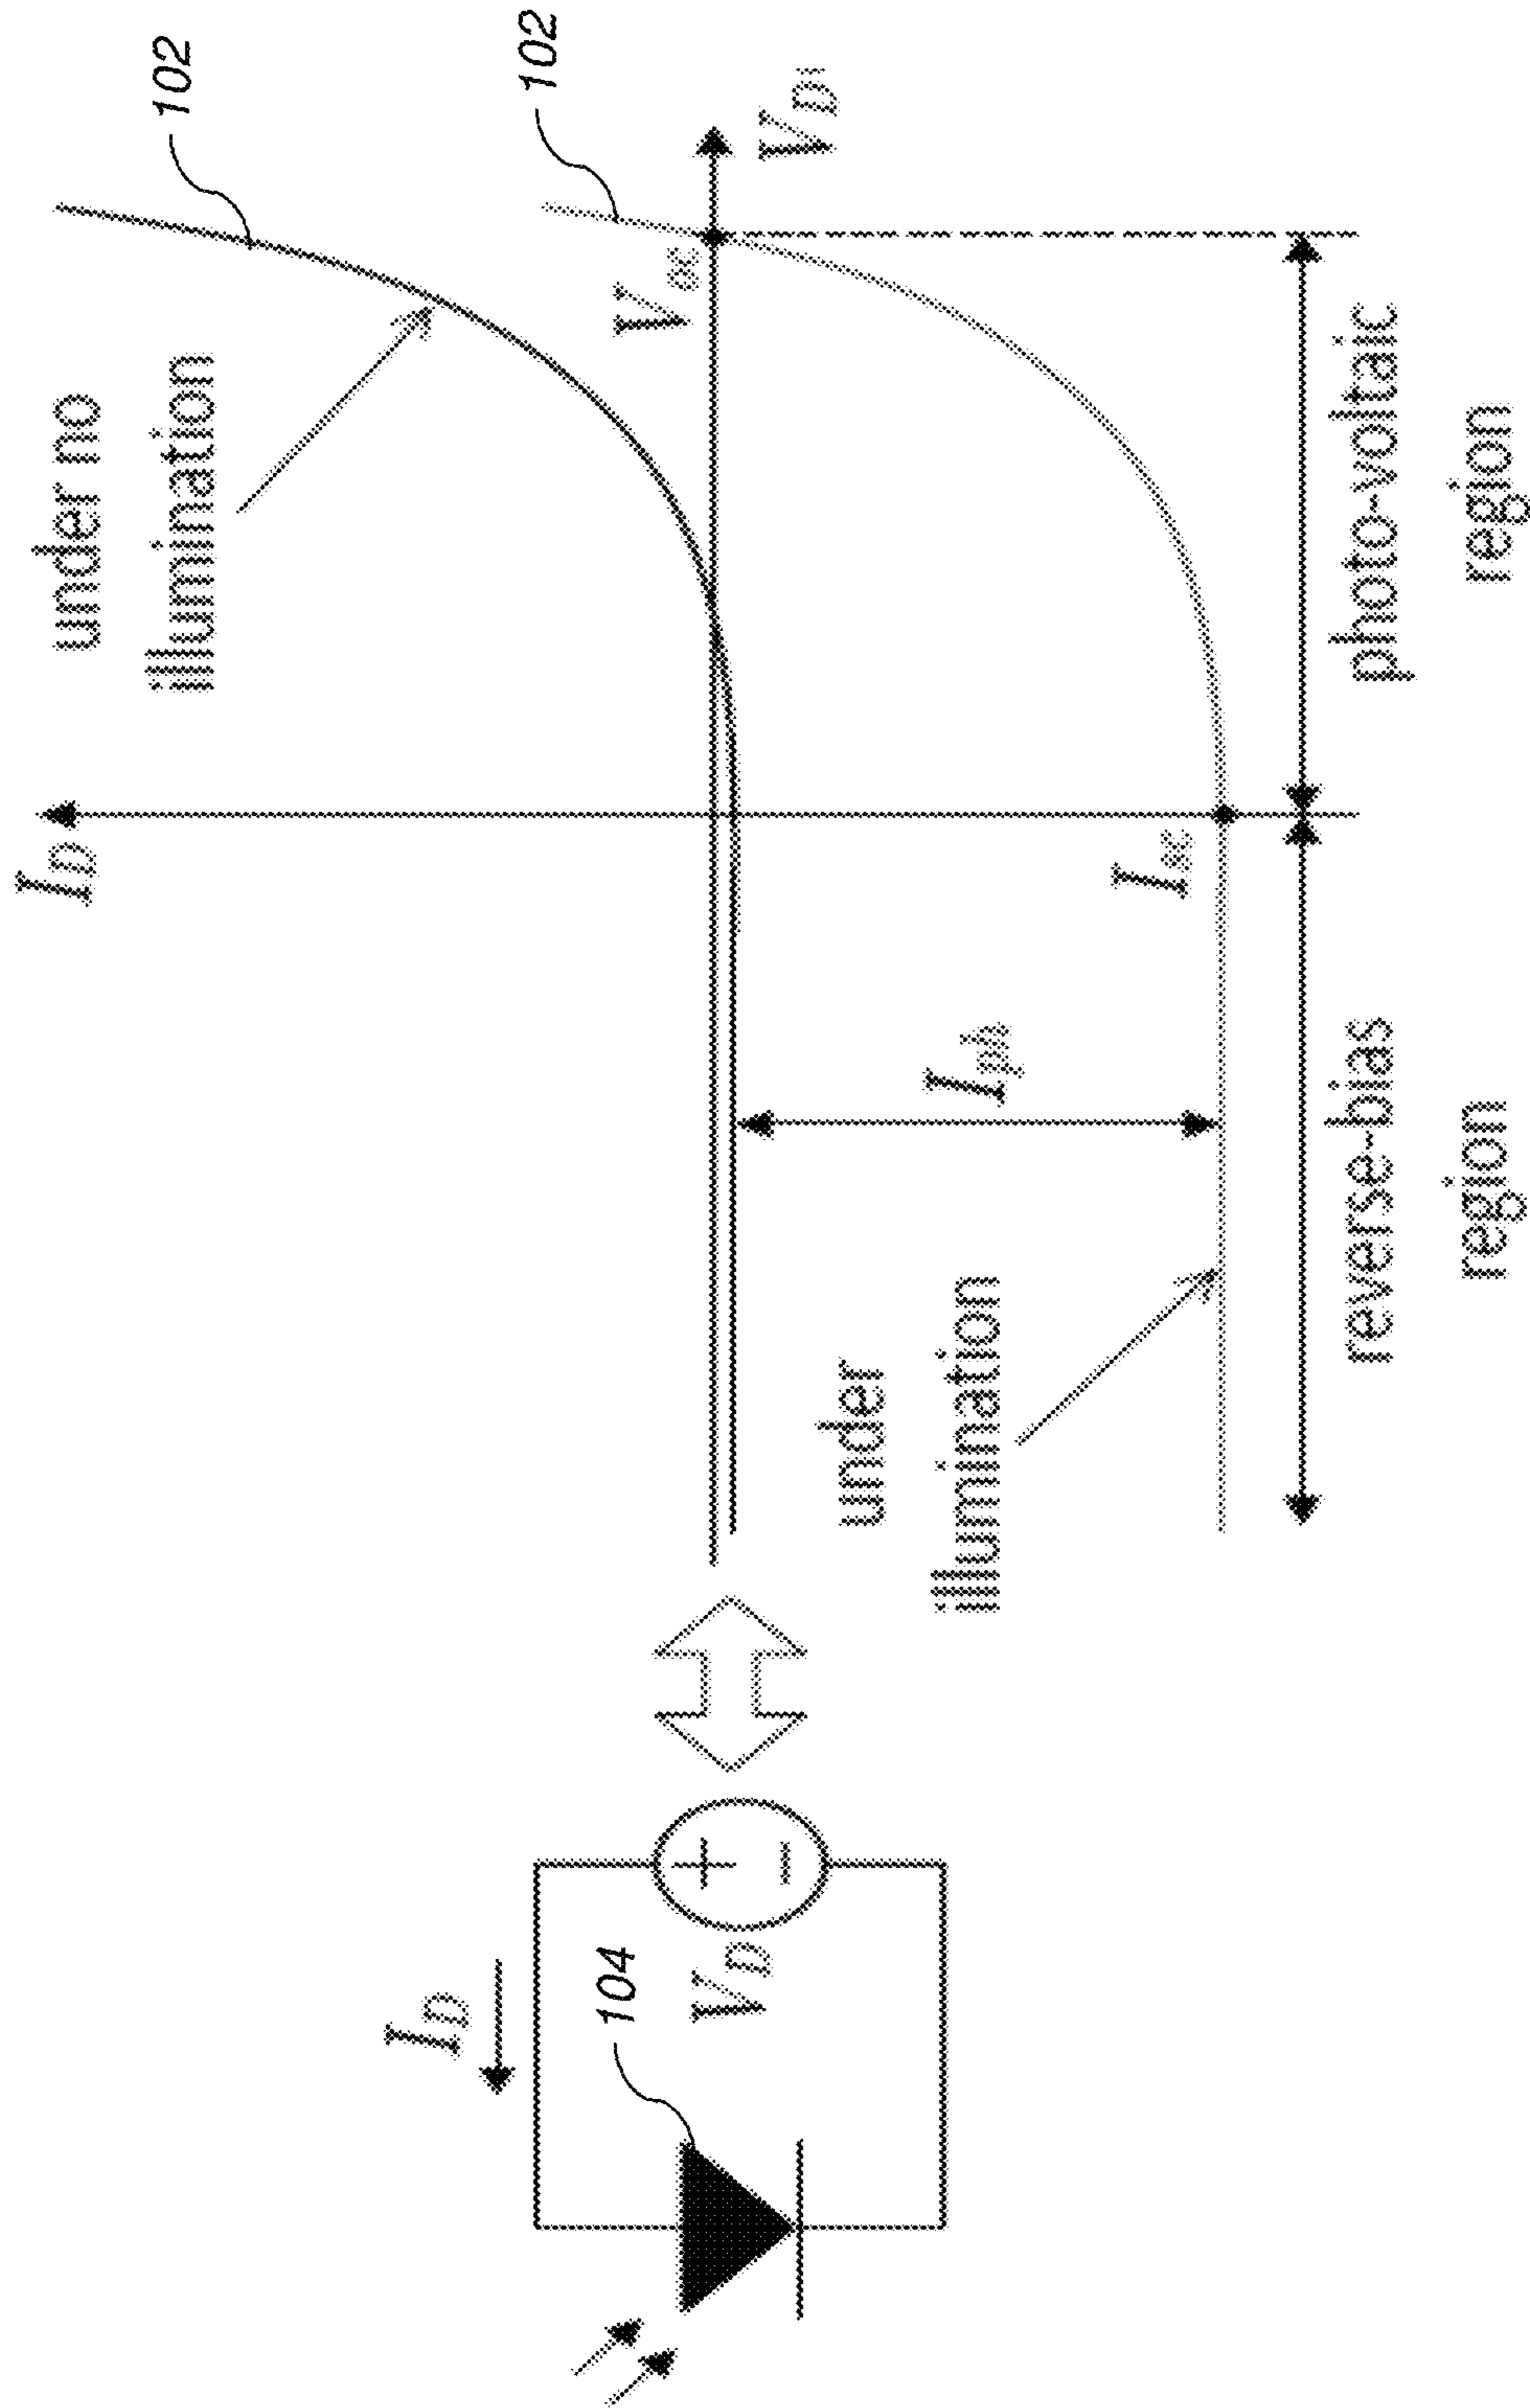 I_D
104
V_D
+
−
I_D
under no
illumination
102
102
V_oc
V_D
under
illumination
I_ph
I_sc
reverse-bias
region
photo-voltaic
region